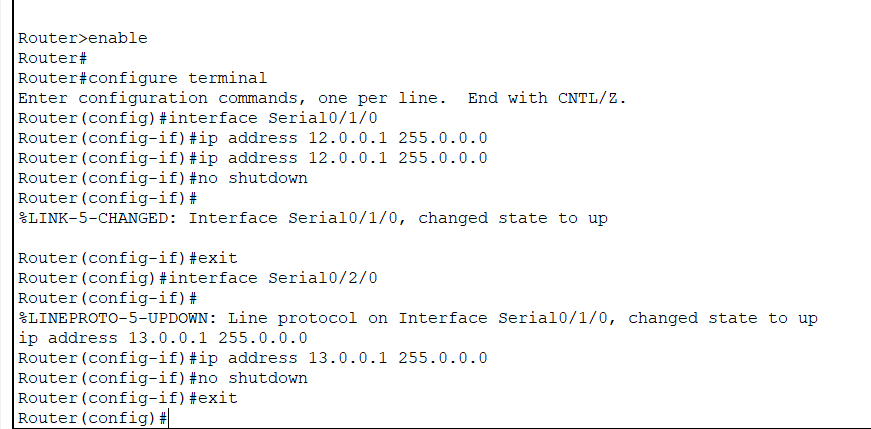 Router>enable
Router#
Router#configure terminal
Enter configuration commands, one per line.  End with CNTL/Z.
Router(config)#interface Serial0/1/0
Router(config-if)#ip address 12.0.0.1 255.0.0.0
Router(config-if)#ip address 12.0.0.1 255.0.0.0
Router(config-if)#no shutdown
Router(config-if)#
%LINK-5-CHANGED: Interface Serial0/1/0, changed state to up
Router(config-if)#exit
Router(config)#interface Serial0/2/0
Router(config-if)#
%LINEPROTO-5-UPDOWN: Line protocol on Interface Serial0/1/0, changed state to up
ip address 13.0.0.1 255.0.0.0
Router(config-if)#ip address 13.0.0.1 255.0.0.0
Router(config-if)#no shutdown
Router(config-if)#exit
Router(config)#